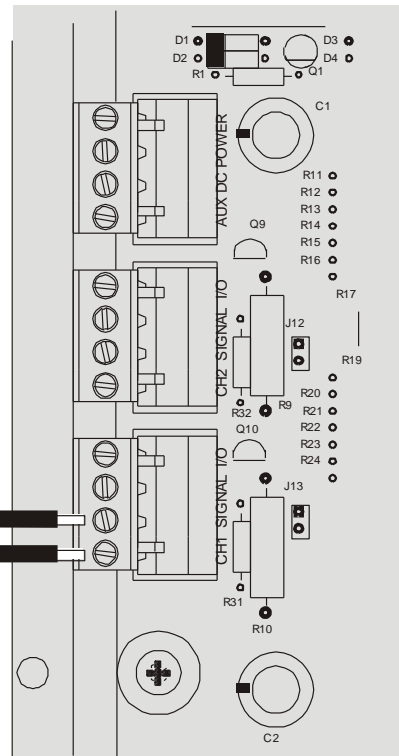 D1
D3
D2
D4
R1
Q1
C1
AUX DC POWER
R11
R12
R13
R14
R15
R16
Q9
R17
CH2 SIGNAL I/O
J12
R19
R32
R9
R20
R21
R22
R23
R24
Q10
CH1 SIGNAL I/O
J13
R31
R10
C2